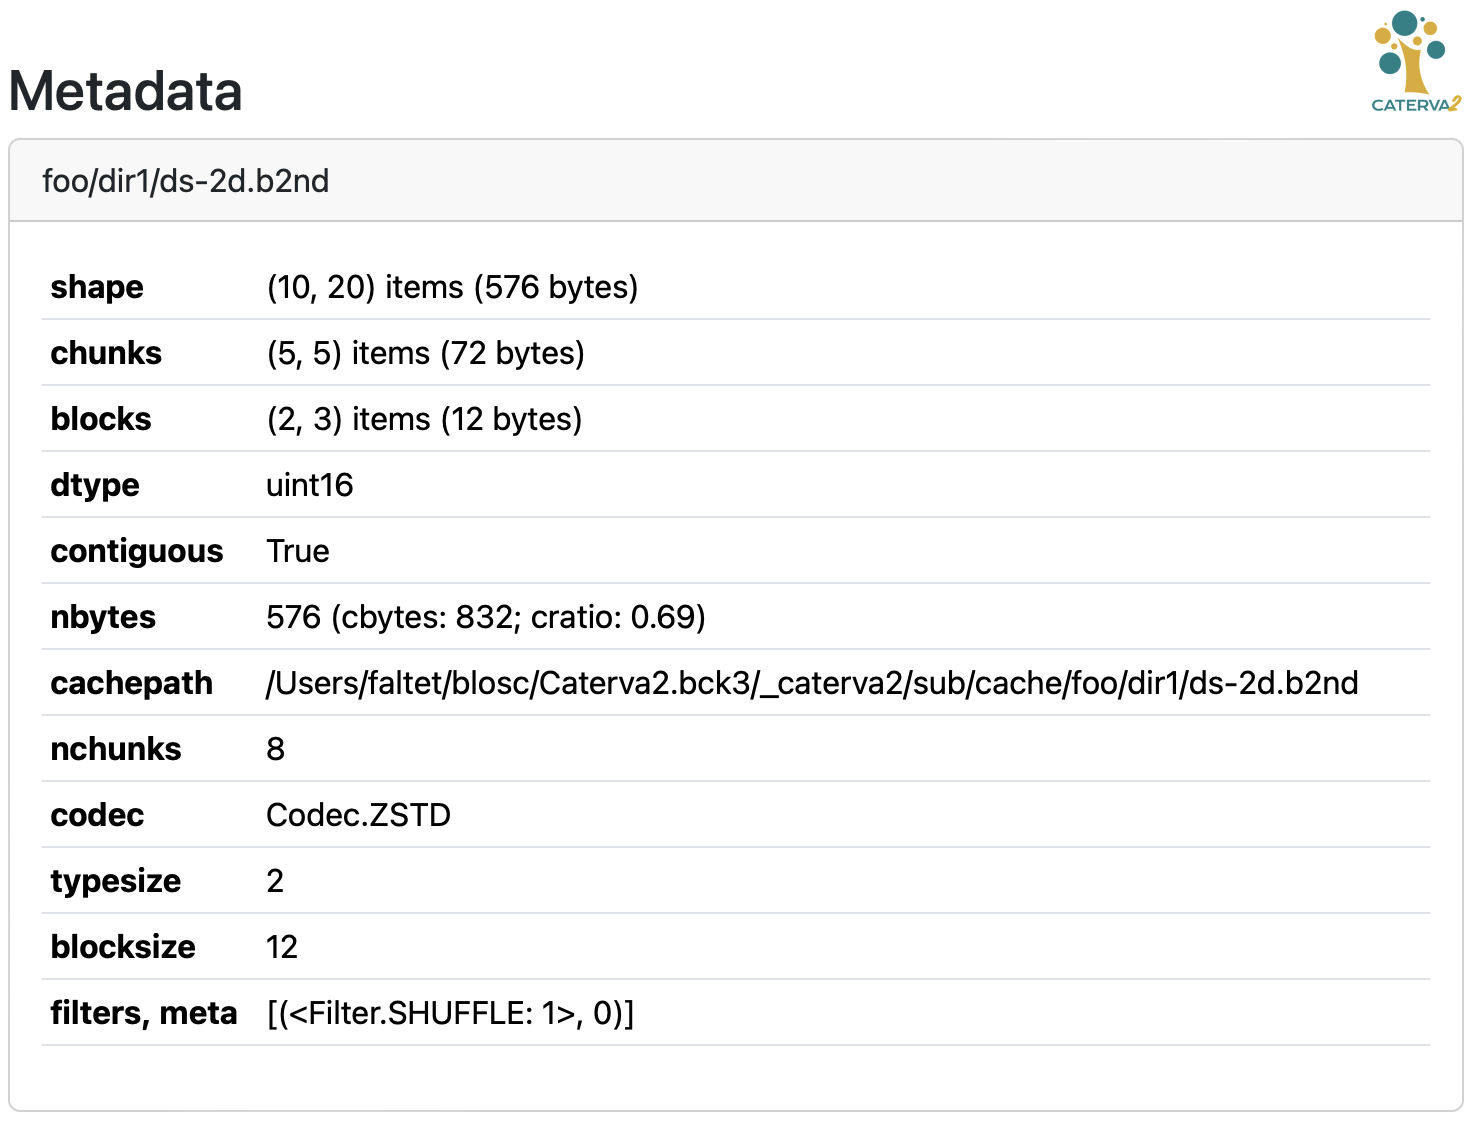 CATERVA2
Metadata
foo/dir1/ds-2d.b2nd
shape (10, 20) items (576 bytes)
chunks (5, 5) items (72 bytes)
blocks (2, 3) items (12 bytes)
dtype uint16
contiguous True
nbytes 576 (cbytes: 832; cratio: 0.69)
cachepath /Users/faltet/blosc/Caterva2.bck3/_caterva2/sub/cache/foo/dir1/ds-2d.b2nd
nchunks 8
codec Codec.ZSTD
typesize 2
blocksize 12
filters, meta [(<Filter.SHUFFLE: 1>, 0)]